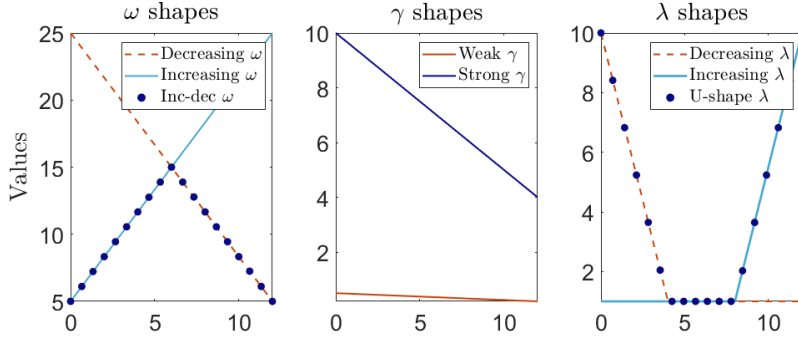 ω shapes
γ shapes
λ shapes
Values
25
20
15
10
5
0
5
10
Decreasing ω
Increasing ω
Inc-dec ω
10
8
6
4
2
0
5
10
Weak γ
Strong γ
10
8
6
4
2
0
5
10
Decreasing λ
Increasing λ
U-shape λ